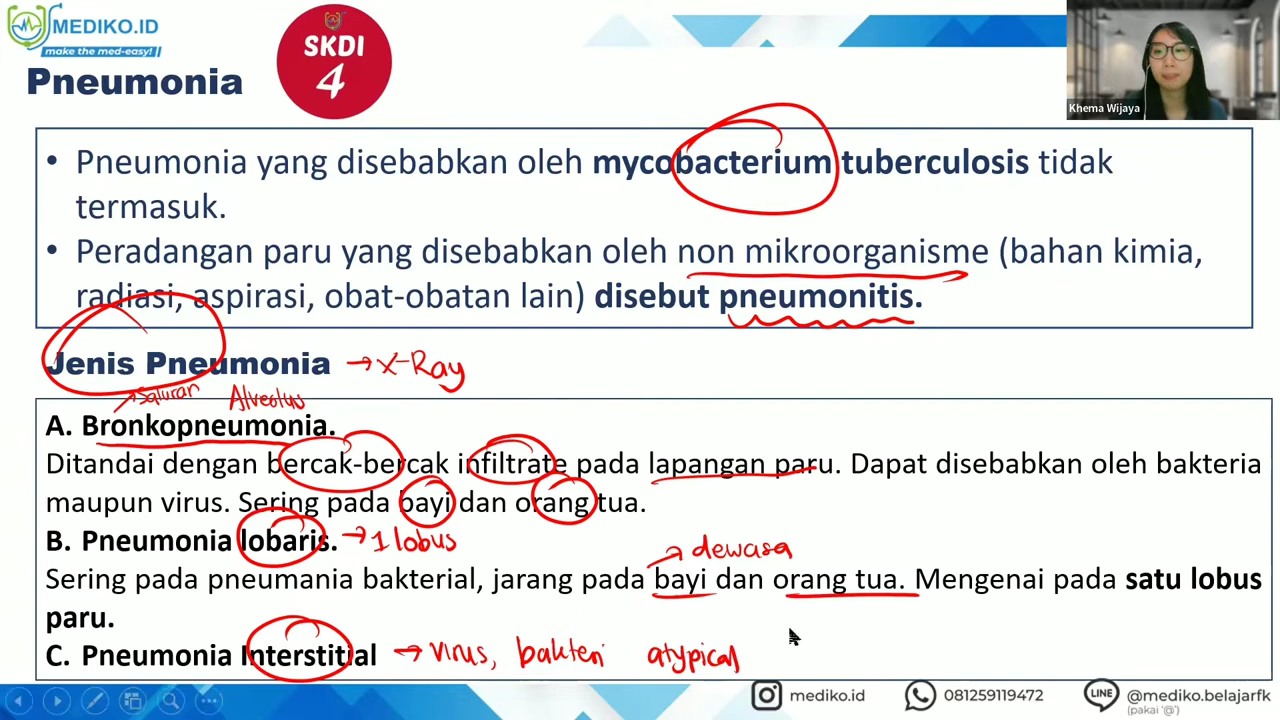 MEDIKO.ID
make the med-easy!
SKDI
4
Khema Wijaya
Pneumonia
• Pneumonia yang disebabkan oleh mycobacterium tuberculosis tidak
termasuk.
• Peradangan paru yang disebabkan oleh non mikroorganisme (bahan kimia,
radiasi, aspirasi, obat-obatan lain) disebut pneumonitis.
Jenis Pneumonia → X-Ray
Saluran Alveolus
A. Bronkopneumonia.
Ditandai dengan bercak-bercak infiltrate pada lapangan paru. Dapat disebabkan oleh bakteria
maupun virus. Sering pada bayi dan orang tua.
B. Pneumonia lobaris. → 1 lobus
→ dewasa
Sering pada pneumania bakterial, jarang pada bayi dan orang tua. Mengenai pada satu lobus
paru.
C. Pneumonia Interstitial → virus, bakteri atypical
mediko.id
081259119472
LINE
@mediko.belajarfk
(pakai '@')